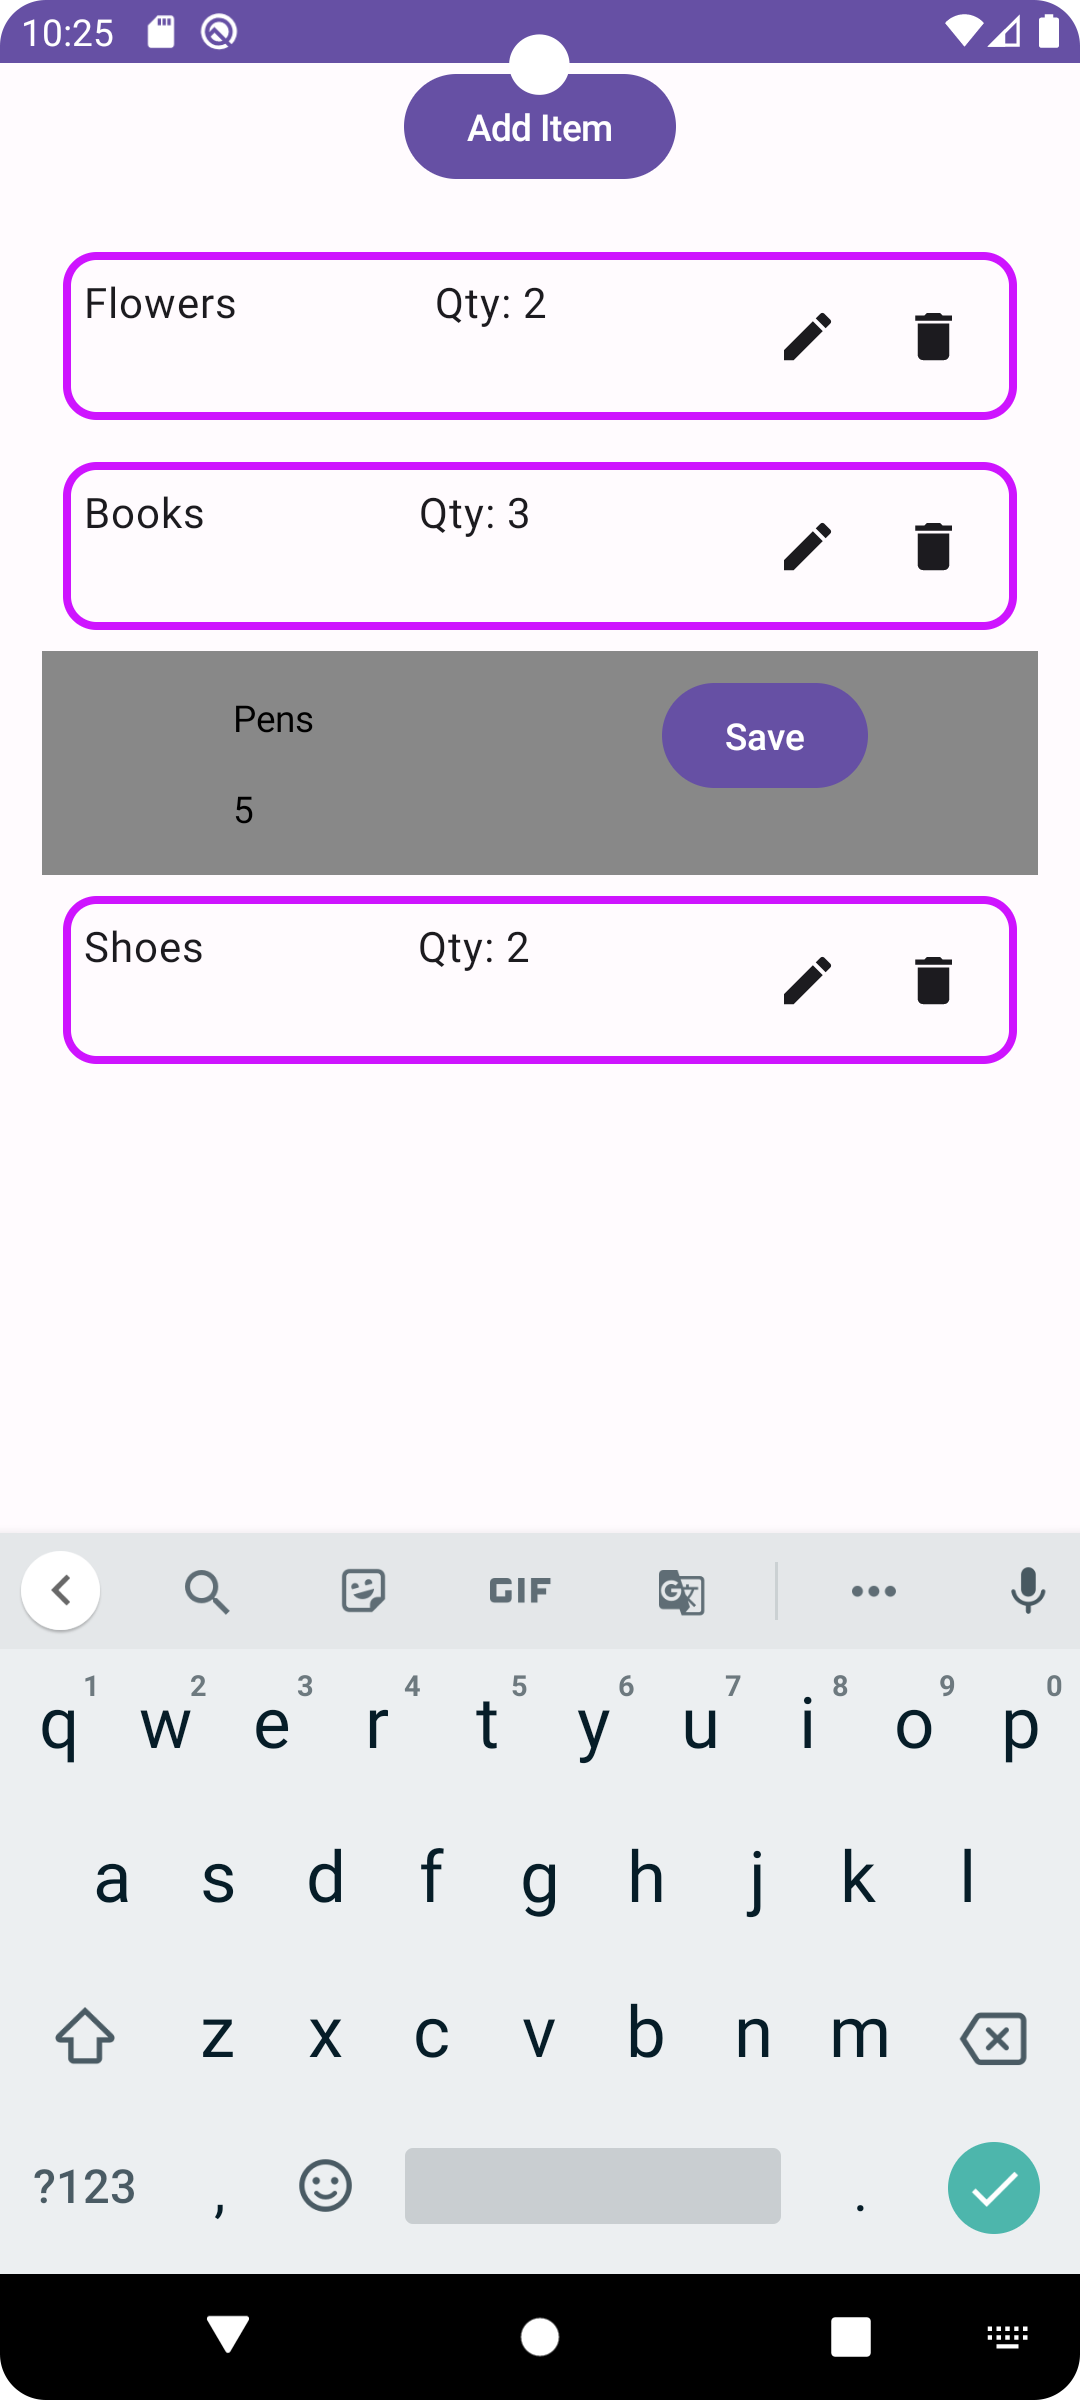 10:25
Add Item
Flowers Qty: 2
Books Qty: 3
Pens Save
5
Shoes Qty: 2
GIF G
1 2 3 4 5 6 7 8 9 0
q w e r t y u i o p
a s d f g h j k l
z x c v b n m
?123 , .